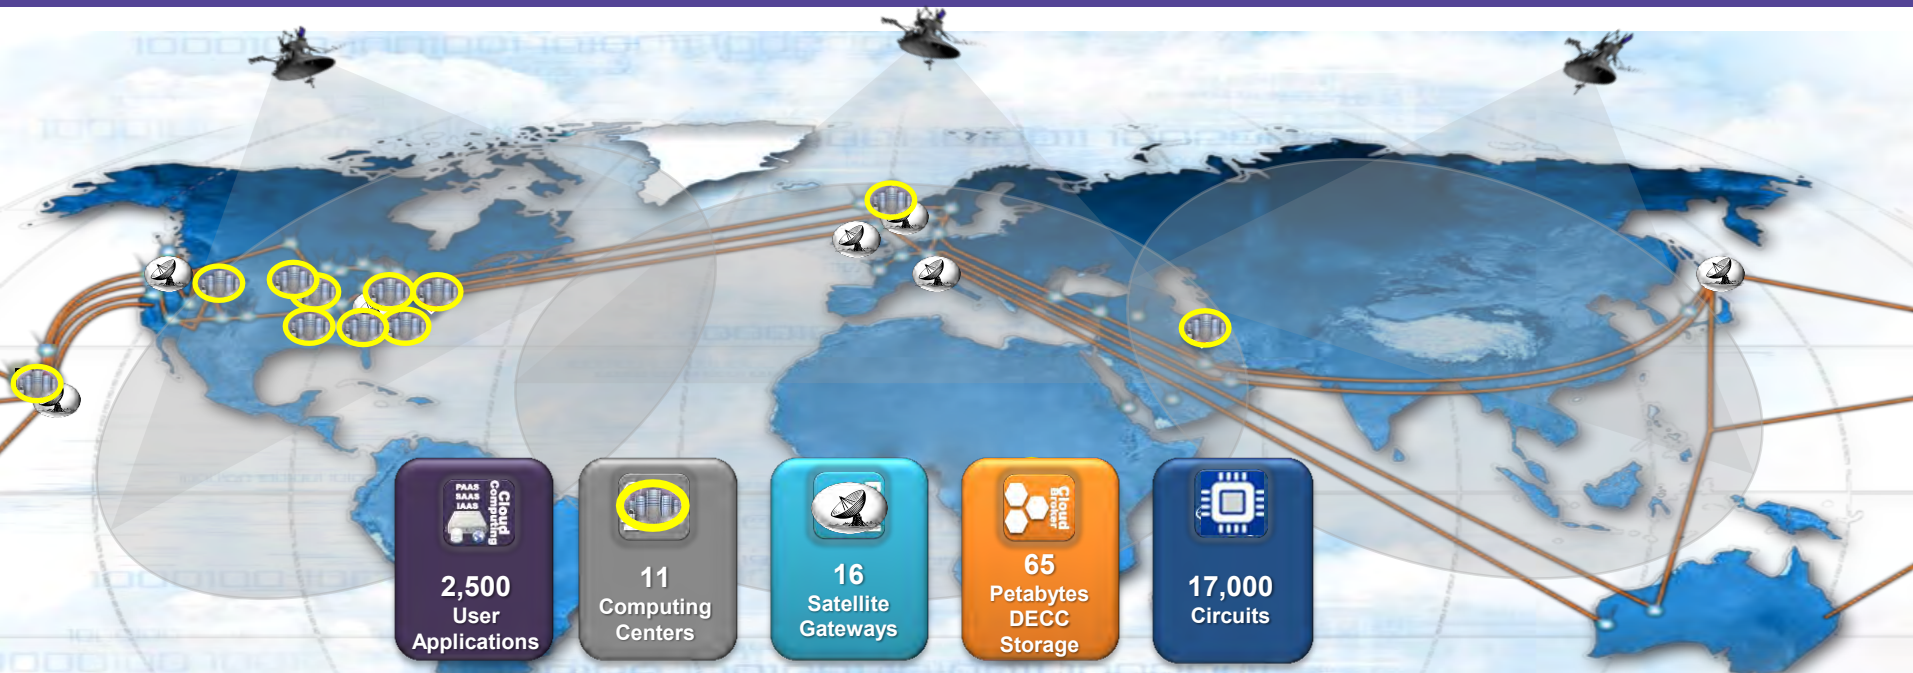 PAAS
SAAS
IAAS
Cloud
Computing
2,500
User
Applications
11
Computing
Centers
16
Satellite
Gateways
Cloud
Broker
65
Petabytes
DECC
Storage
17,000
Circuits